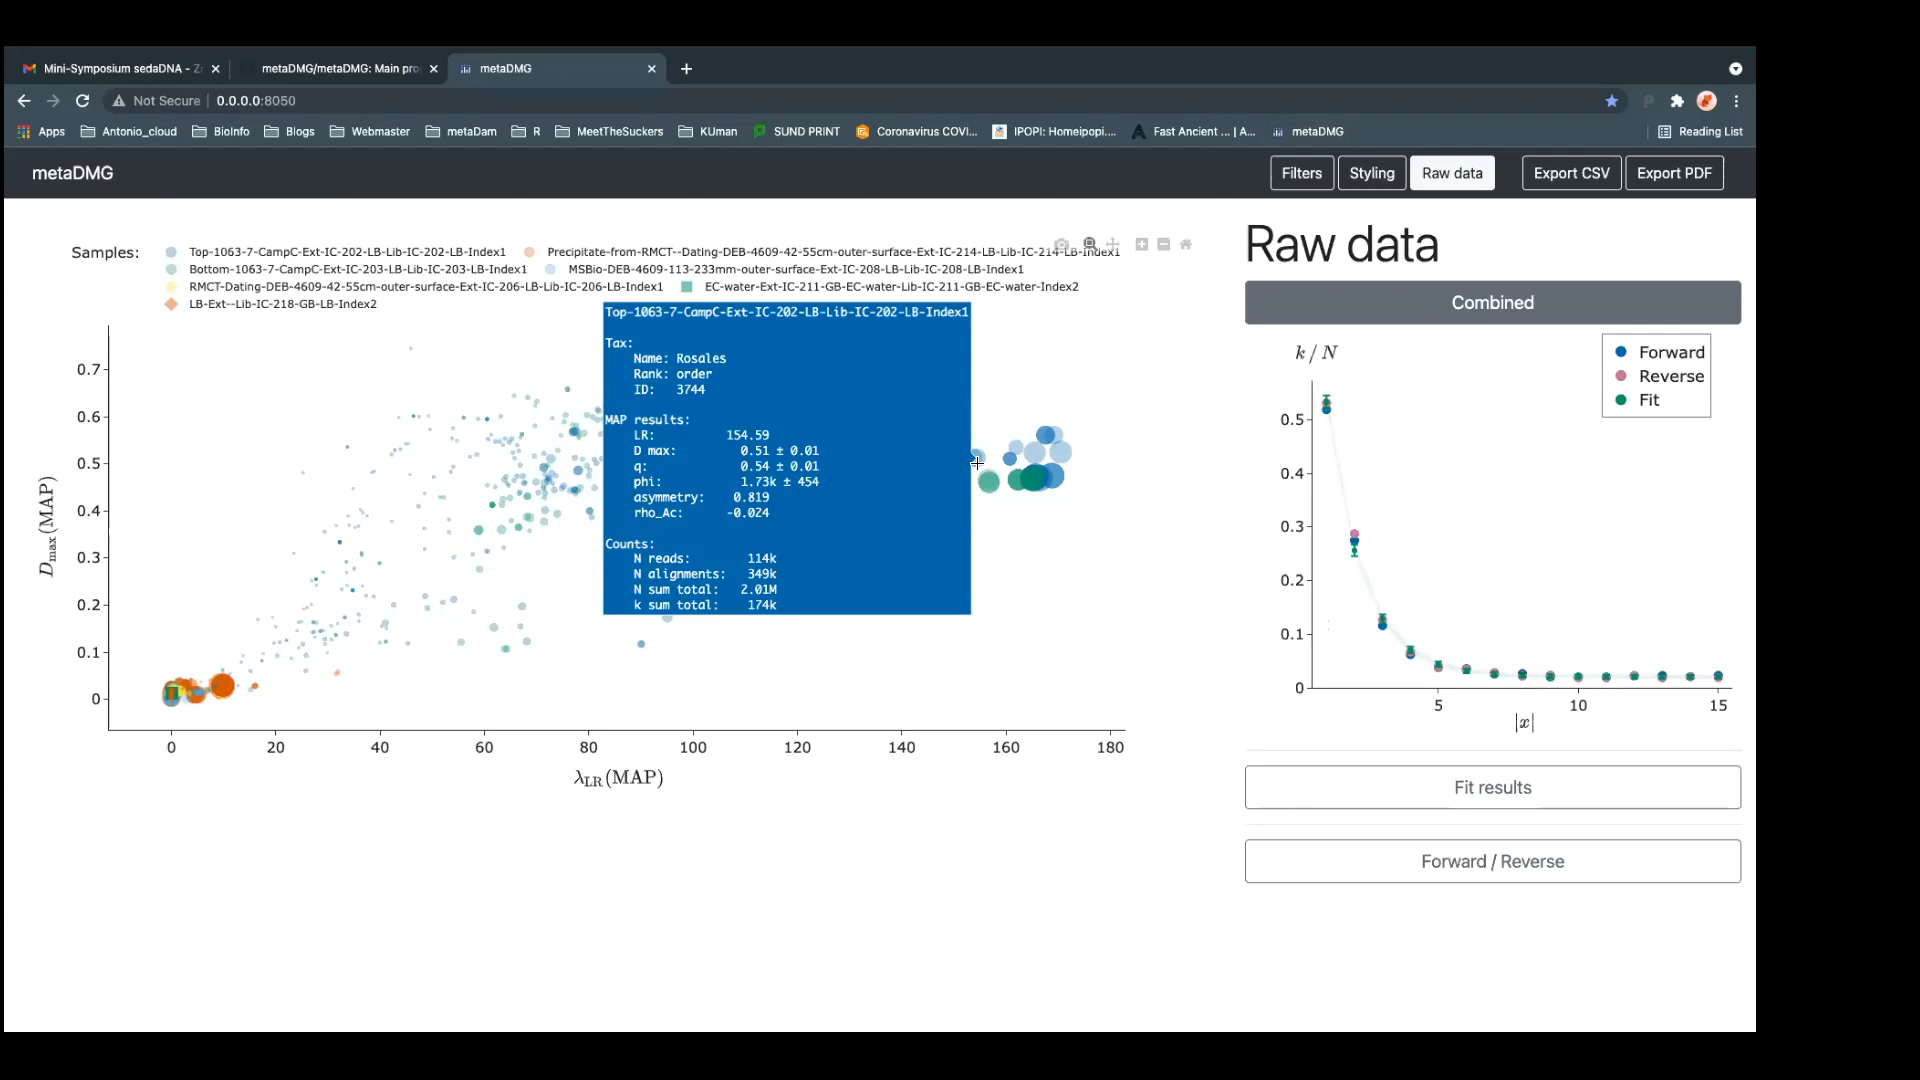 Mini-Symposium sedaDNA - Z
metaDMG/metaDMG: Main pro
metaDMG
Not Secure | 0.0.0.0:8050
Apps Antonio_cloud BioInfo Blogs Webmaster metaDam R MeetTheSuckers KUman SUND PRINT Coronavirus COVI... IPOPI: Homeipopi.... Fast Ancient ... | A... metaDMG Reading List
metaDMG Filters Styling Raw data Export CSV Export PDF
Samples:
Top-1063-7-CampC-Ext-IC-202-LB-Lib-IC-202-LB-Index1
Precipitate-from-RMCT--Dating-DEB-4609-42-55cm-outer-surface-Ext-IC-214-LB-Lib-IC-214-LB-Index1
Bottom-1063-7-CampC-Ext-IC-203-LB-Lib-IC-203-LB-Index1
MSBio-DEB-4609-113-233mm-outer-surface-Ext-IC-208-LB-Lib-IC-208-LB-Index1
RMCT-Dating-DEB-4609-42-55cm-outer-surface-Ext-IC-206-LB-Lib-IC-206-LB-Index1
EC-water-Ext-IC-211-GB-EC-water-Lib-IC-211-GB-EC-water-Index2
LB-Ext--Lib-IC-218-GB-LB-Index2
Dmax(MAP)
0.7
0.6
0.5
0.4
0.3
0.2
0.1
0
0 20 40 60 80 100 120 140 160 180
λLR(MAP)
Top-1063-7-CampC-Ext-IC-202-LB-Lib-IC-202-LB-Index1
Tax:
Name: Rosales
Rank: order
ID: 3744
MAP results:
LR: 154.59
D max: 0.51 ± 0.01
q: 0.54 ± 0.01
phi: 1.73k ± 454
asymmetry: 0.819
rho_Ac: -0.024
Counts:
N reads: 114k
N alignments: 349k
N sum total: 2.01M
k sum total: 174k
Raw data
Combined
k / N
Forward
Reverse
Fit
0.5
0.4
0.3
0.2
0.1
0
5 10 15
|x|
Fit results
Forward / Reverse